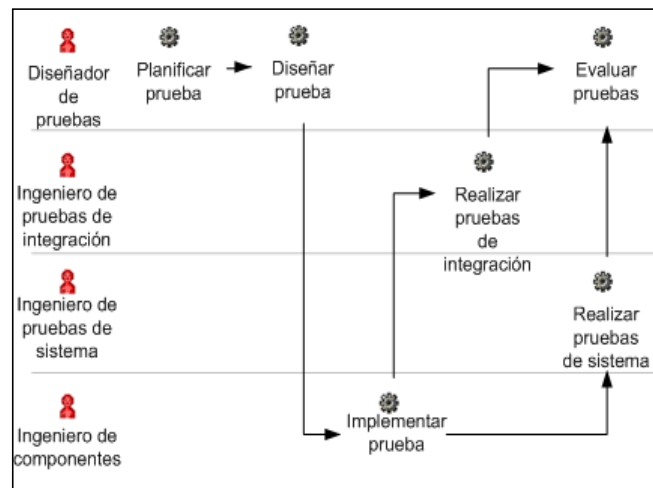 Diseñador
de
pruebas
Planificar
prueba
Diseñar
prueba
Evaluar
pruebas
Ingeniero de
pruebas de
integración
Realizar
pruebas
de
integración
Ingeniero de
pruebas de
sistema
Realizar
pruebas
de sistema
Ingeniero de
componentes
Implementar
prueba